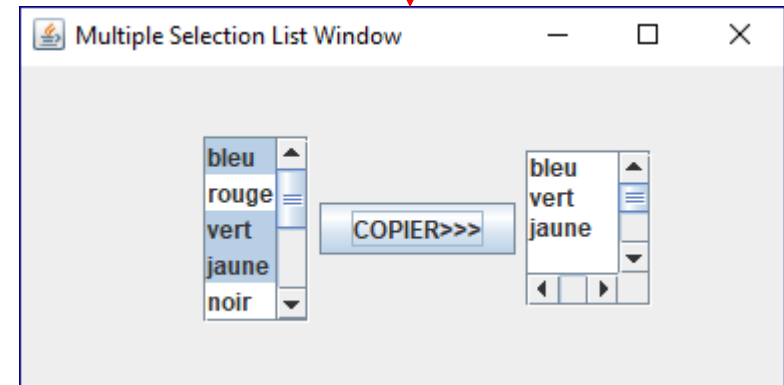 Multiple Selection List Window
bleu
rouge
vert
jaune
noir
COPIER>>>
bleu
vert
jaune